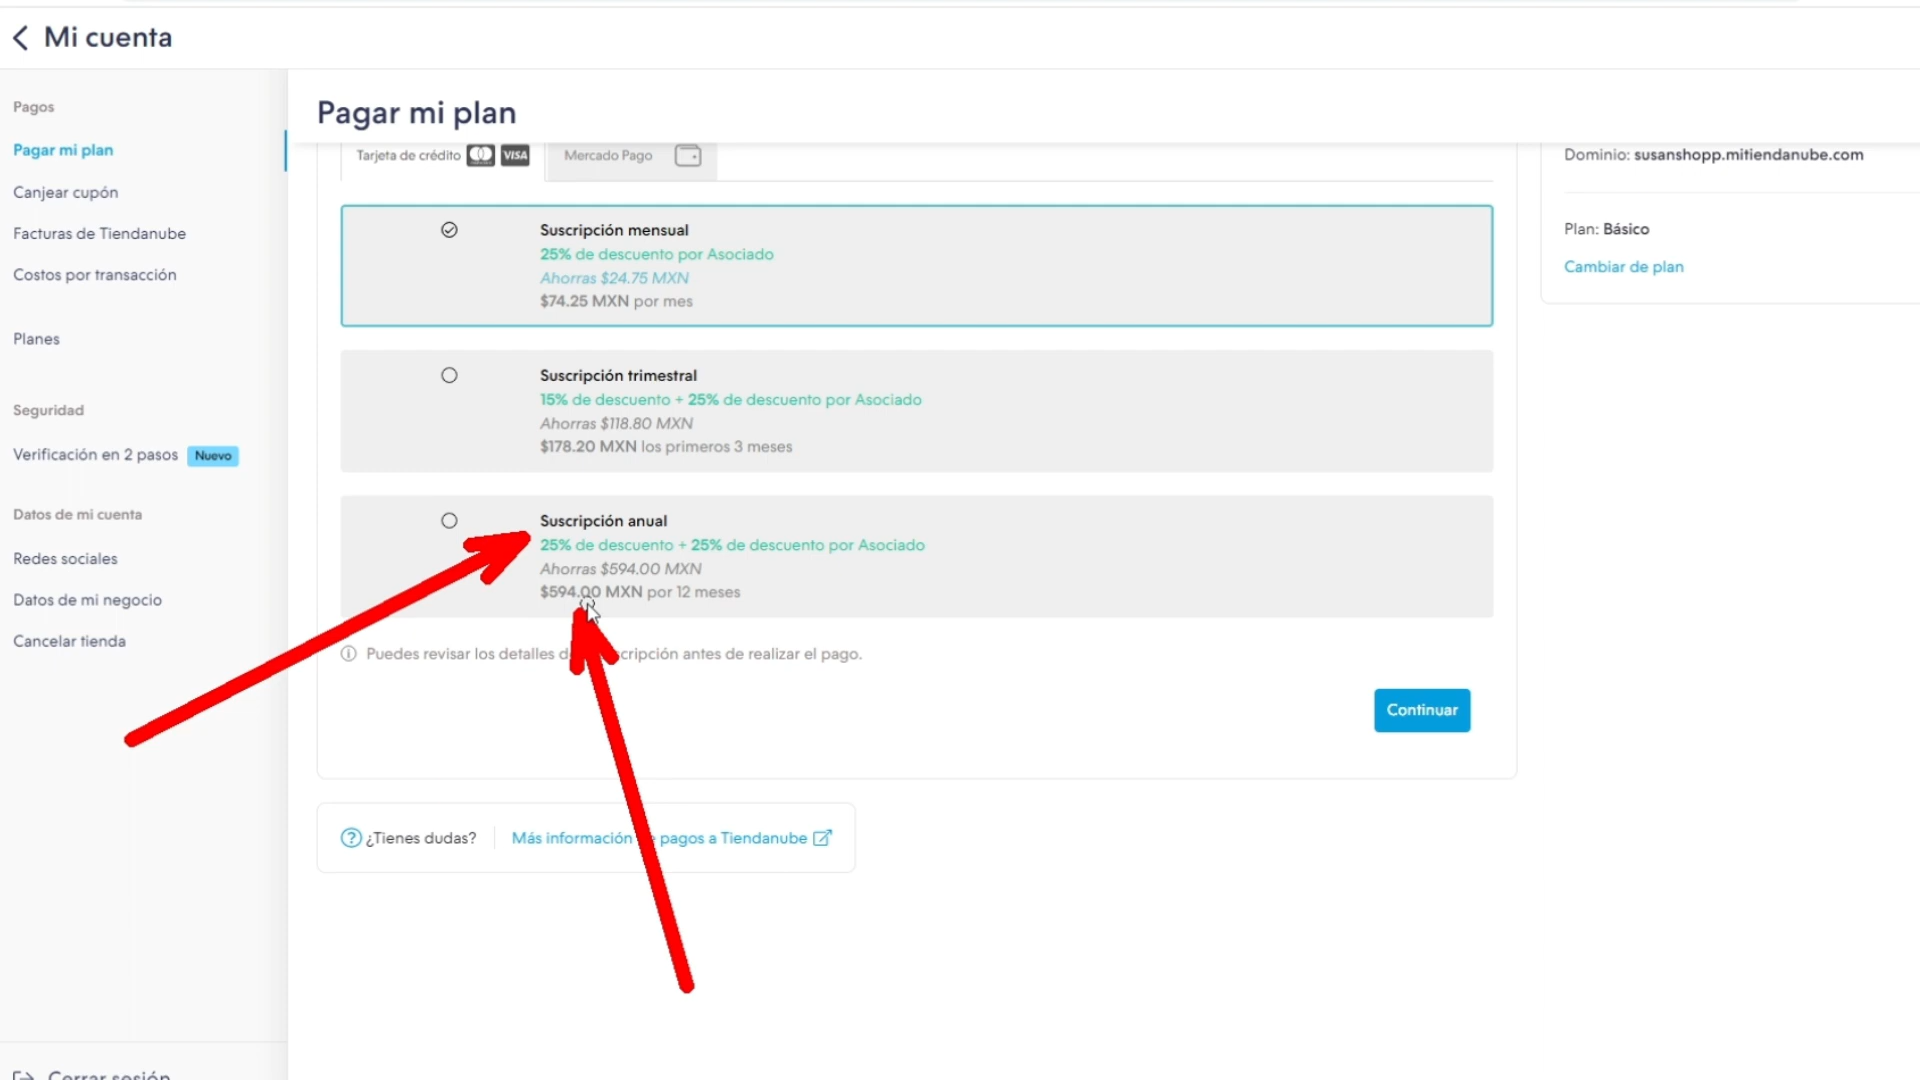 Mi cuenta
Pagos
Pagar mi plan
Canjear cupón
Facturas de Tiendanube
Costos por transacción
Planes
Seguridad
Verificación en 2 pasos Nuevo
Datos de mi cuenta
Redes sociales
Datos de mi negocio
Cancelar tienda
Cerrar sesión
Pagar mi plan
Tarjeta de crédito VISA
Mercado Pago
Suscripción mensual
25% de descuento por Asociado
Ahorras $24.75 MXN
$74.25 MXN por mes
Suscripción trimestral
15% de descuento + 25% de descuento por Asociado
Ahorras $118.80 MXN
$178.20 MXN los primeros 3 meses
Suscripción anual
25% de descuento + 25% de descuento por Asociado
Ahorras $594.00 MXN
$594.00 MXN por 12 meses
Puedes revisar los detalles cripción antes de realizar el pago.
Continuar
¿Tienes dudas?
Más información pagos a Tiendanube
Dominio: susanshopp.mitiendanube.com
Plan: Básico
Cambiar de plan